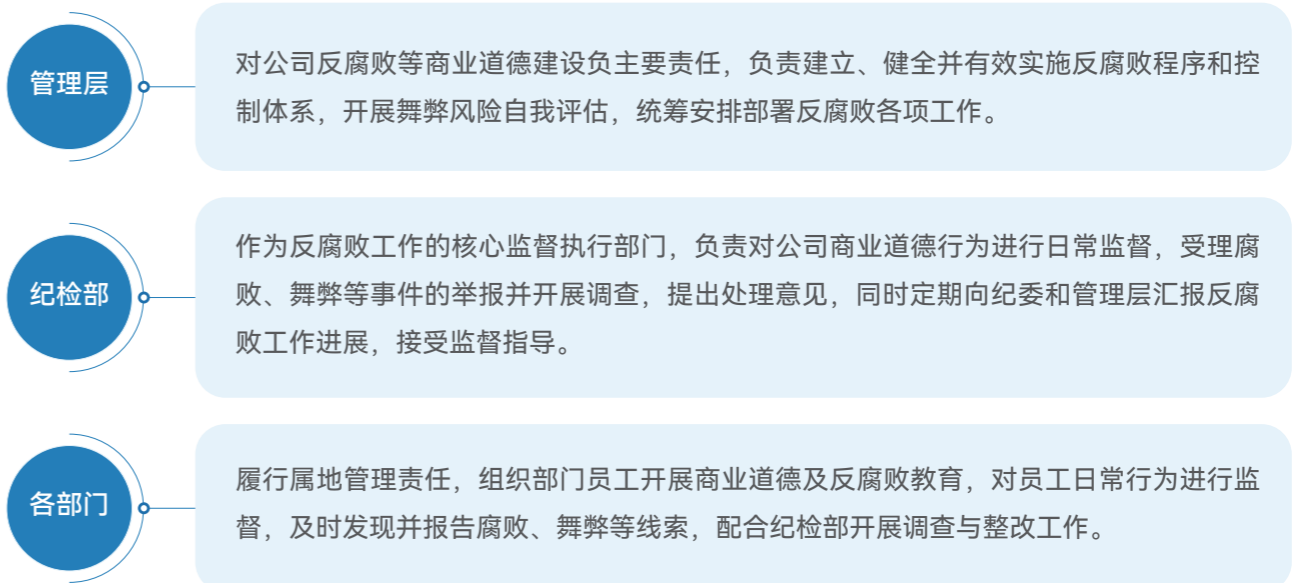 管理层
对公司反腐败等商业道德建设负主要责任，负责建立、健全并有效实施反腐败程序和控
制体系，开展舞弊风险自我评估，统筹安排部署反腐败各项工作。
纪检部
作为反腐败工作的核心监督执行部门，负责对公司商业道德行为进行日常监督，受理腐
败、舞弊等事件的举报并开展调查，提出处理意见，同时定期向纪委和管理层汇报反腐
败工作进展，接受监督指导。
各部门
履行属地管理责任，组织部门员工开展商业道德及反腐败教育，对员工日常行为进行监
督，及时发现并报告腐败、舞弊等线索，配合纪检部开展调查与整改工作。